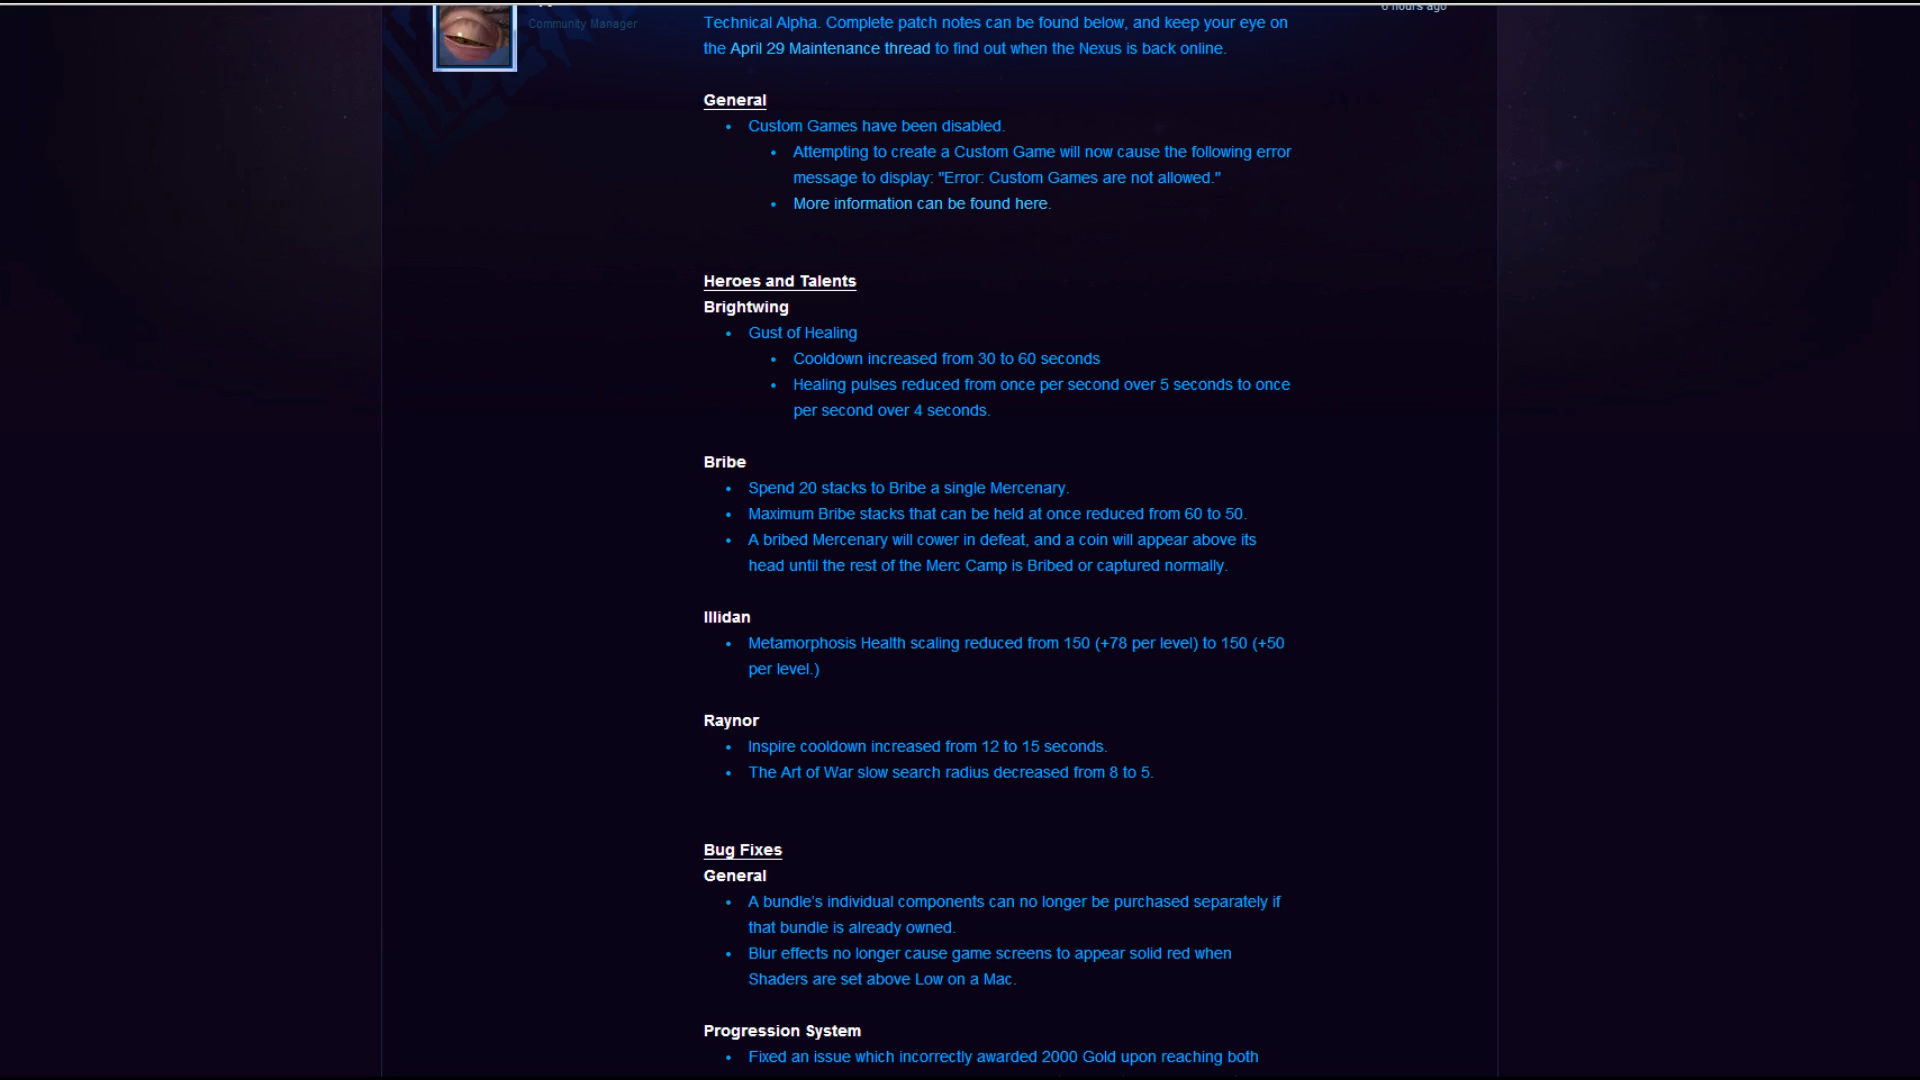 Community Manager
6 hours ago
Technical Alpha. Complete patch notes can be found below, and keep your eye on
the April 29 Maintenance thread to find out when the Nexus is back online.
General
• Custom Games have been disabled.
• Attempting to create a Custom Game will now cause the following error
message to display: "Error: Custom Games are not allowed."
• More information can be found here.
Heroes and Talents
Brightwing
• Gust of Healing
• Cooldown increased from 30 to 60 seconds
• Healing pulses reduced from once per second over 5 seconds to once
per second over 4 seconds.
Bribe
• Spend 20 stacks to Bribe a single Mercenary.
• Maximum Bribe stacks that can be held at once reduced from 60 to 50.
• A bribed Mercenary will cower in defeat, and a coin will appear above its
head until the rest of the Merc Camp is Bribed or captured normally.
Illidan
• Metamorphosis Health scaling reduced from 150 (+78 per level) to 150 (+50
per level.)
Raynor
• Inspire cooldown increased from 12 to 15 seconds.
• The Art of War slow search radius decreased from 8 to 5.
Bug Fixes
General
• A bundle's individual components can no longer be purchased separately if
that bundle is already owned.
• Blur effects no longer cause game screens to appear solid red when
Shaders are set above Low on a Mac.
Progression System
• Fixed an issue which incorrectly awarded 2000 Gold upon reaching both